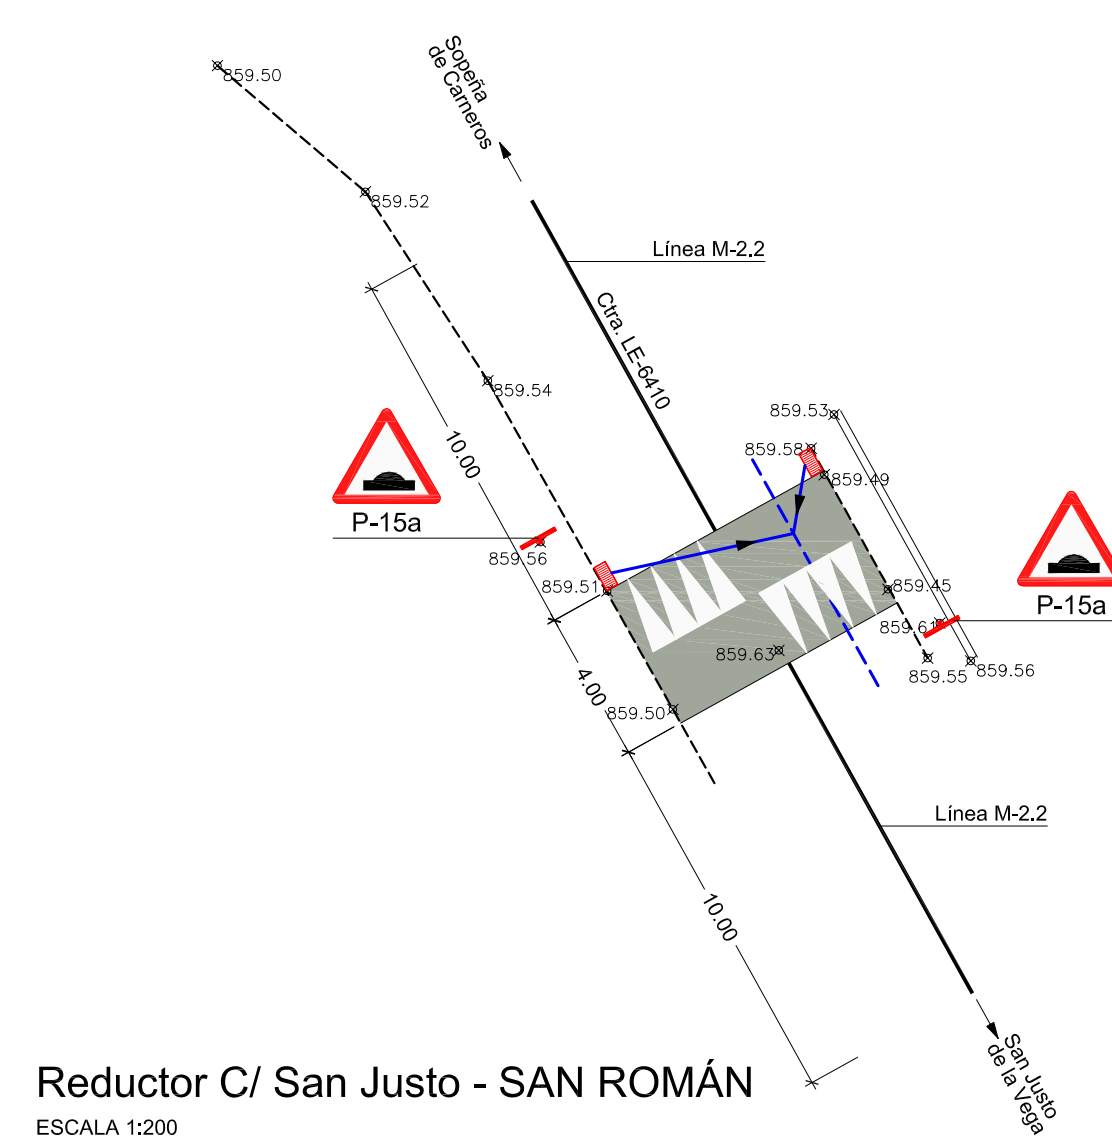 Sopeña
de Carneros
859.50
859.52
Línea M-2.2
Ctra. LE-6410
859.54
10.00
859.53
859.58
859.49
P-15a
859.56
859.51
859.45
P-15a
859.61
859.63
859.55
859.56
4.00
859.50
Línea M-2.2
10.00
San Justo
de la Vega
Reductor C/ San Justo - SAN ROMÁN
ESCALA 1:200